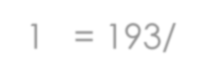 1 = 193/